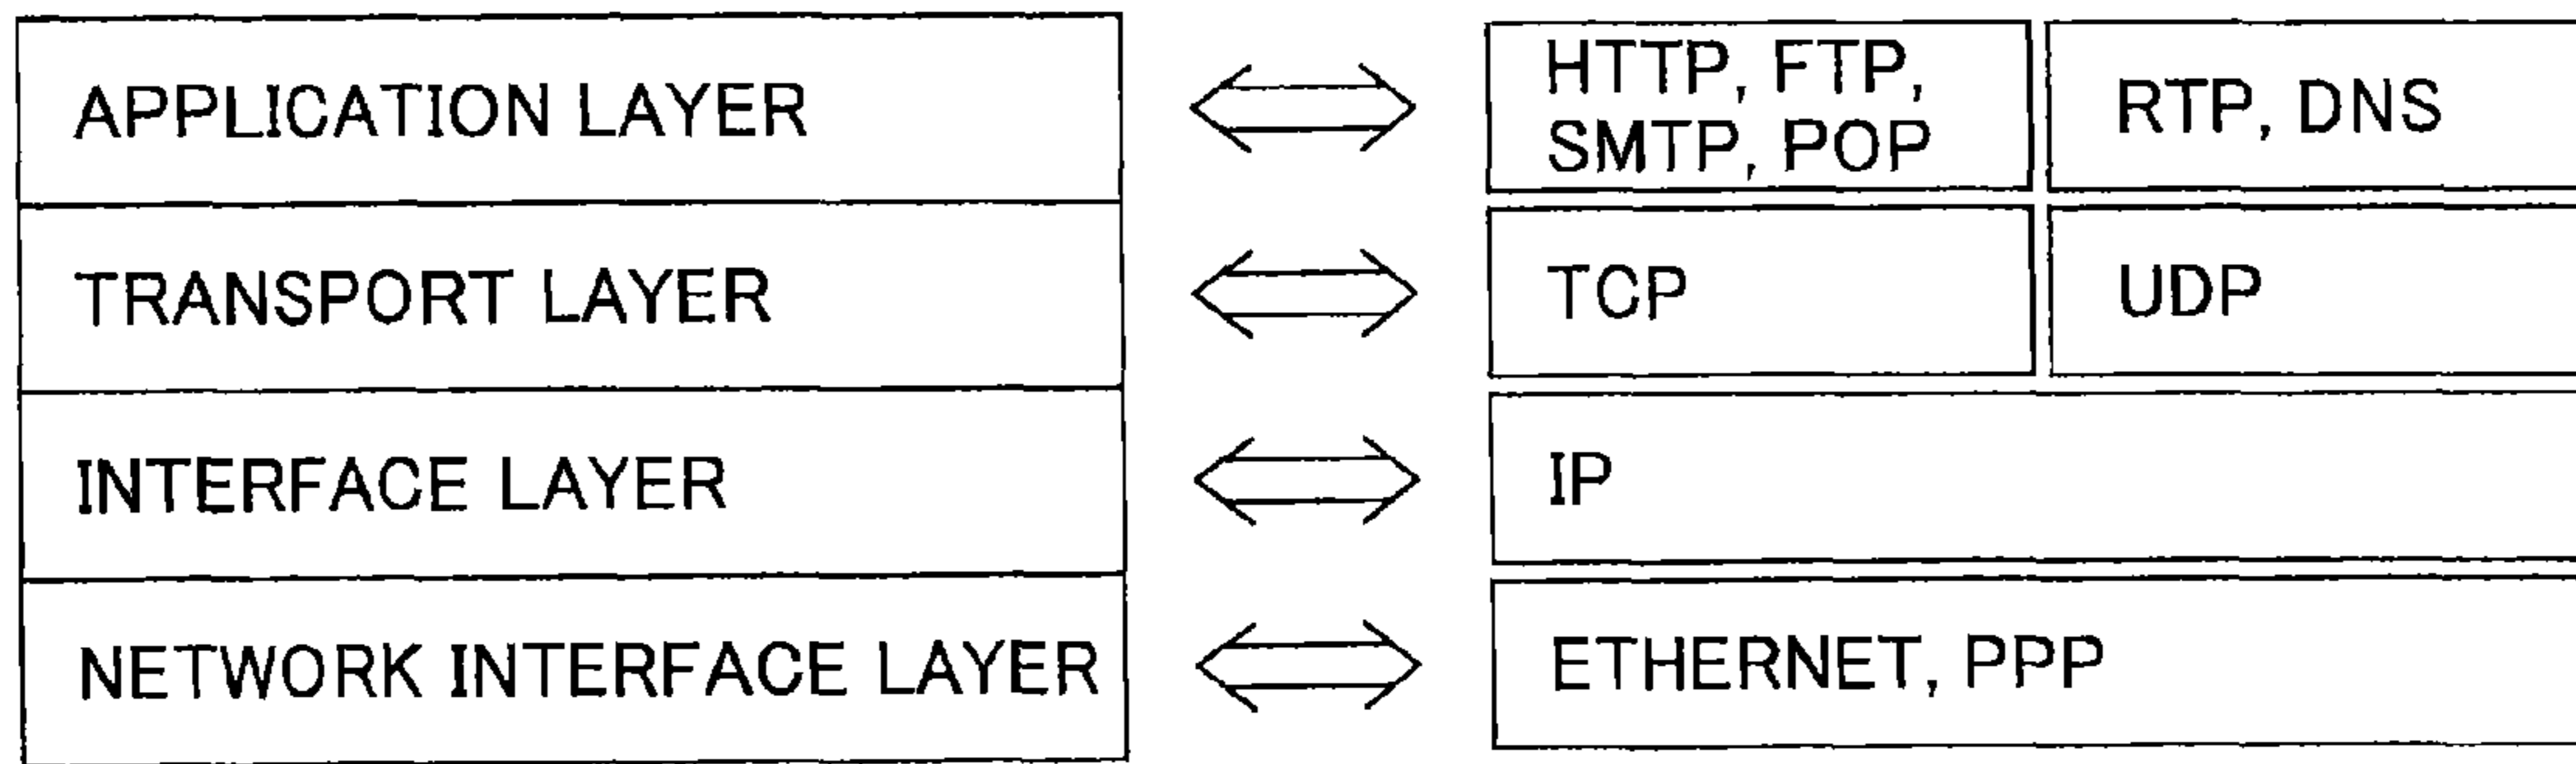 APPLICATION LAYER
HTTP, FTP,
SMTP, POP
RTP, DNS
TRANSPORT LAYER
TCP
UDP
INTERFACE LAYER
IP
NETWORK INTERFACE LAYER
ETHERNET, PPP